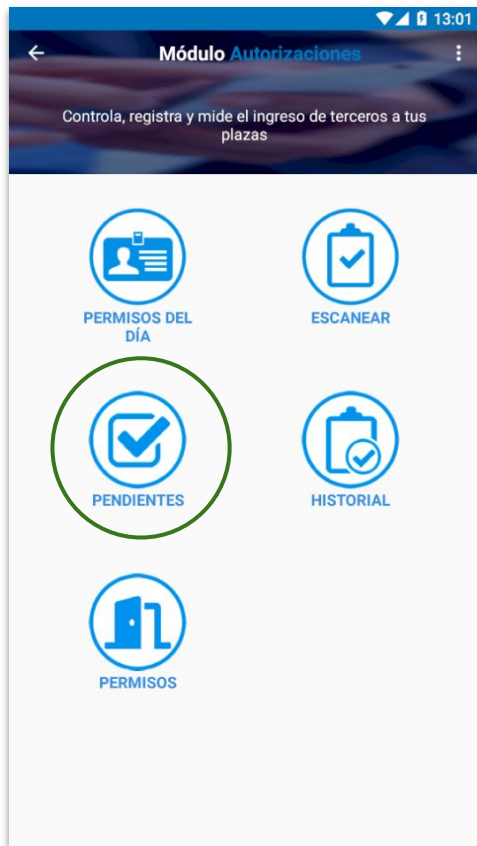 13:01
Módulo Autorizaciones
Controla, registra y mide el ingreso de terceros a tus
plazas
PERMISOS DEL
DÍA
ESCANEAR
PENDIENTES
HISTORIAL
PERMISOS